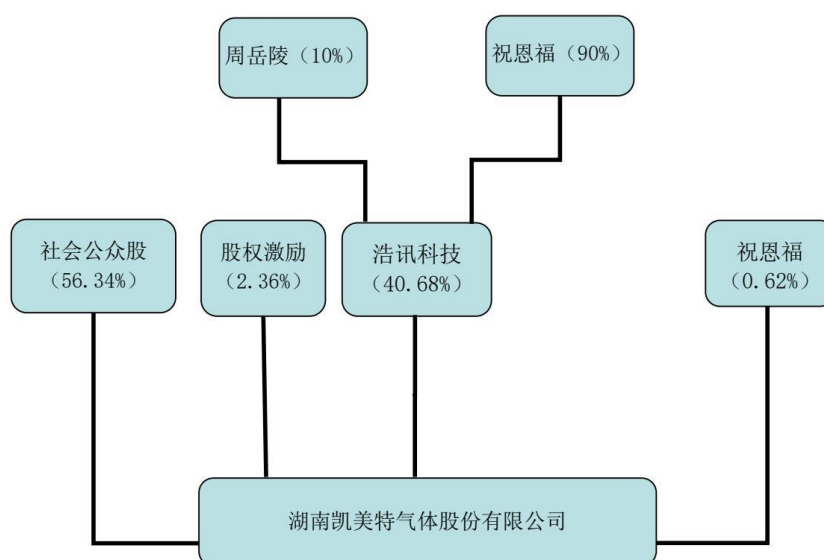 周岳陵（10%）
祝恩福（90%）
社会公众股
（56.34%）
股权激励
（2.36%）
浩讯科技
（40.68%）
祝恩福
（0.62%）
湖南凯美特气体股份有限公司